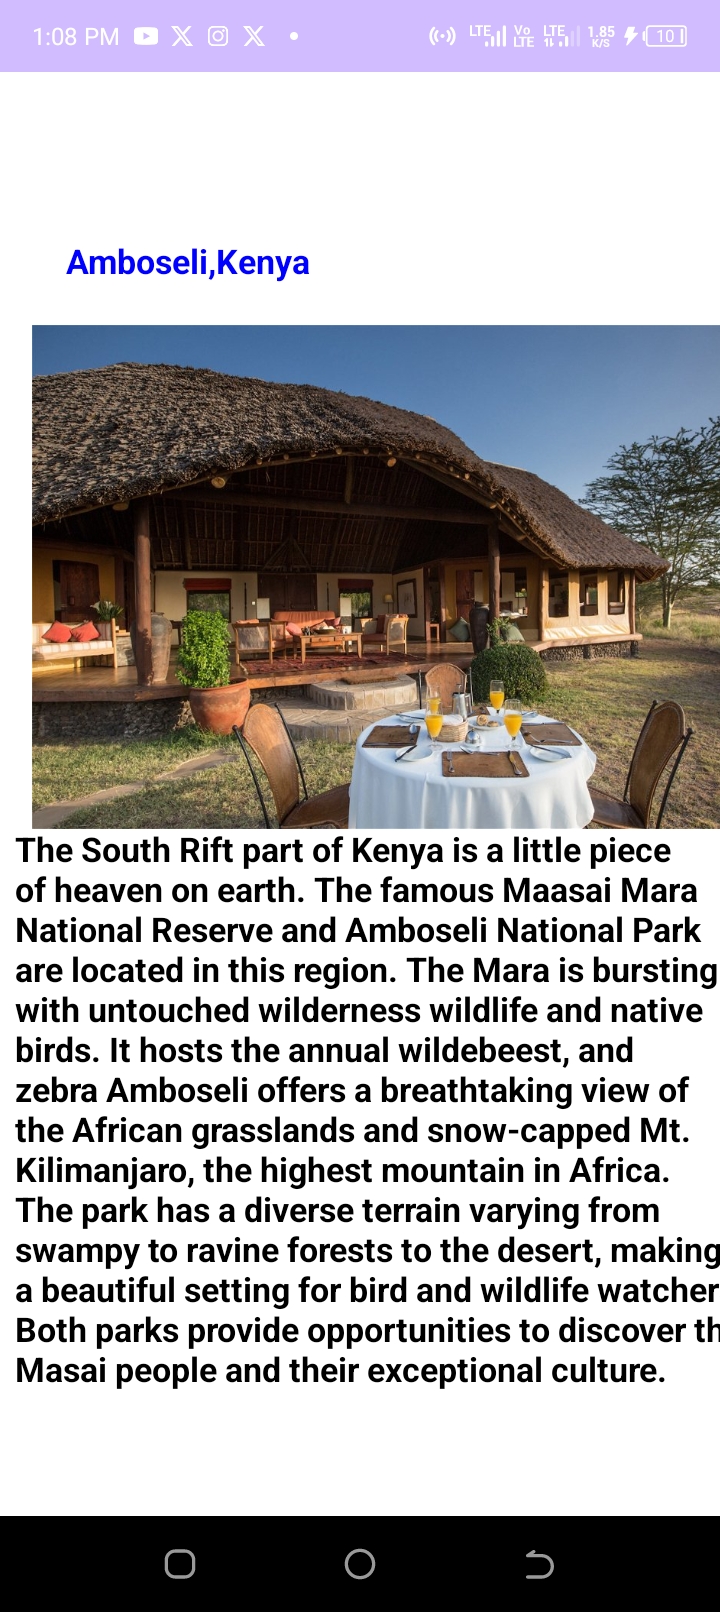 1:08 PM
LTE Vo LTE LTE 1.85 K/S 10
Amboseli,Kenya
The South Rift part of Kenya is a little piece
of heaven on earth. The famous Maasai Mara
National Reserve and Amboseli National Park
are located in this region. The Mara is bursting
with untouched wilderness wildlife and native
birds. It hosts the annual wildebeest, and
zebra Amboseli offers a breathtaking view of
the African grasslands and snow-capped Mt.
Kilimanjaro, the highest mountain in Africa.
The park has a diverse terrain varying from
swampy to ravine forests to the desert, making
a beautiful setting for bird and wildlife watcher
Both parks provide opportunities to discover th
Masai people and their exceptional culture.